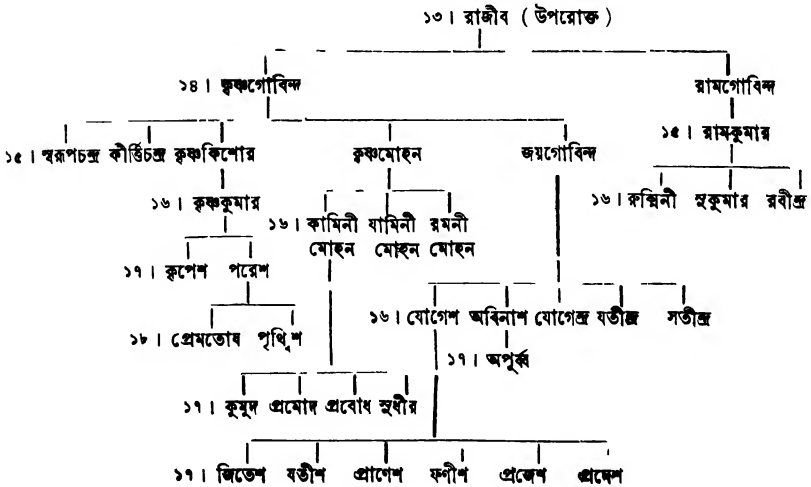 ১৩। রাজীব ( উপরোক্ত )
১৪। কৃষ্ণগোবিন্দ রামগোবিন্দ
১৫। রামকুমার
১৫। স্বরূপচন্দ্র কীর্ত্তিচন্দ্র কৃষ্ণকিশোর কৃষ্ণমোহন জয়গোবিন্দ
১৬। রুক্মিনী সুকুমার রবীন্দ্র
১৬। কৃষ্ণকুমার
১৬। কামিনী যামিনী রমনী
মোহন মোহন মোহন
১৭। কৃপেশ পরেশ
১৬। যোগেশ অবিনাশ যোগেন্দ্র যতীন্দ্র সতীন্দ্র
১৮। প্রেমতোষ পৃথ্বিশ
১৭। অপূর্ব্ব
১৭। কুমুদ প্রমোদ প্রবোধ সুধীর
১৭। জিতেশ যতীশ প্রাণেশ ফণীশ প্রজেশ